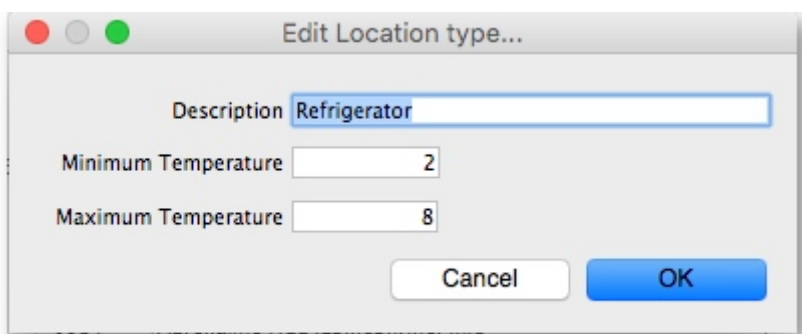 Edit Location type...
Description Refrigerator
Minimum Temperature 2
Maximum Temperature 8
Cancel OK